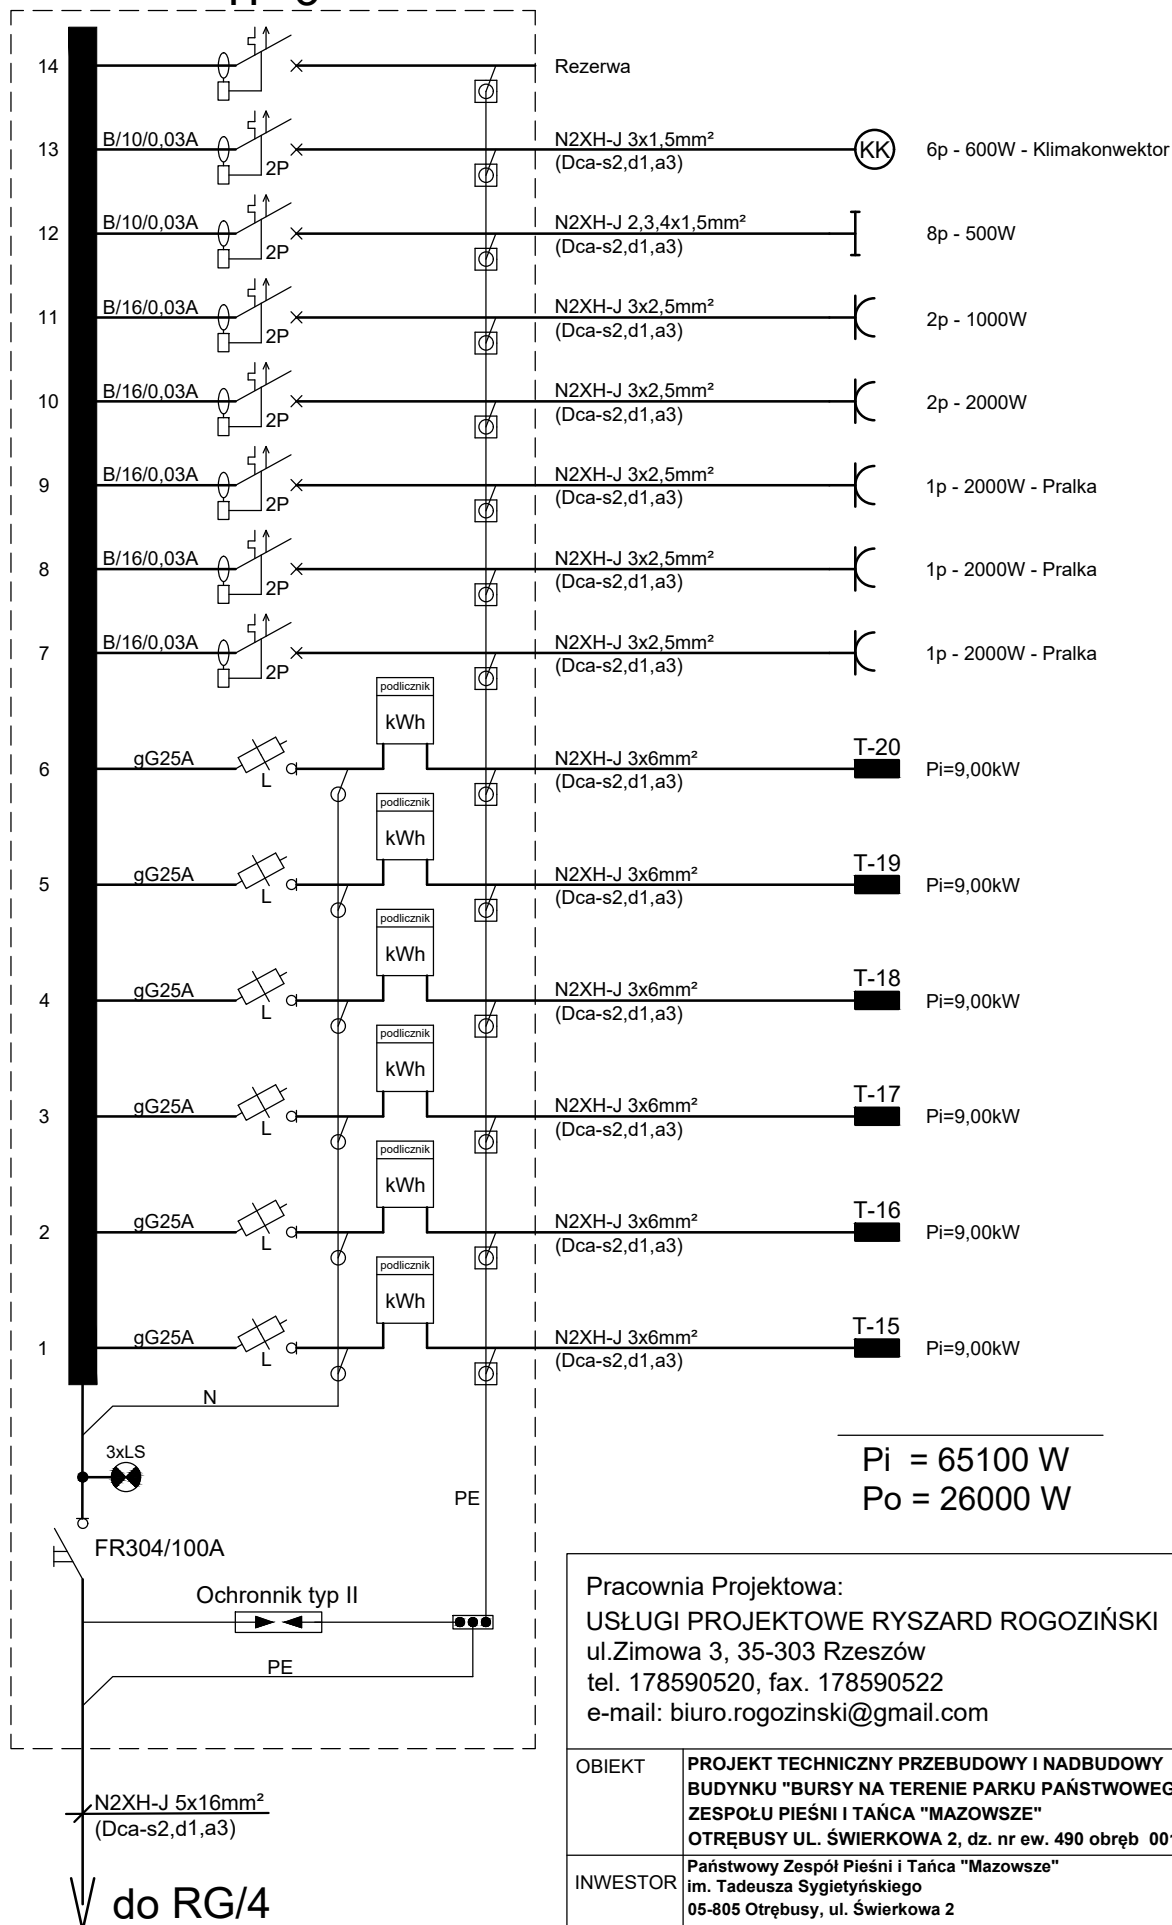 14
Rezerwa
B/10/0,03A
13
2P
N2XH-J 3x1,5mm²
(Dca-s2,d1,a3)
KK
6p - 600W - Klimakonwektor
B/10/0,03A
12
2P
N2XH-J 2,3,4x1,5mm²
(Dca-s2,d1,a3)
8p - 500W
B/16/0,03A
11
2P
N2XH-J 3x2,5mm²
(Dca-s2,d1,a3)
2p - 1000W
B/16/0,03A
10
2P
N2XH-J 3x2,5mm²
(Dca-s2,d1,a3)
2p - 2000W
B/16/0,03A
9
2P
N2XH-J 3x2,5mm²
(Dca-s2,d1,a3)
1p - 2000W - Pralka
B/16/0,03A
8
2P
N2XH-J 3x2,5mm²
(Dca-s2,d1,a3)
1p - 2000W - Pralka
B/16/0,03A
7
2P
N2XH-J 3x2,5mm²
(Dca-s2,d1,a3)
1p - 2000W - Pralka
podlicznik
kWh
gG25A
6
L
N2XH-J 3x6mm²
(Dca-s2,d1,a3)
T-20
Pi=9,00kW
podlicznik
kWh
gG25A
5
L
N2XH-J 3x6mm²
(Dca-s2,d1,a3)
T-19
Pi=9,00kW
podlicznik
kWh
gG25A
4
L
N2XH-J 3x6mm²
(Dca-s2,d1,a3)
T-18
Pi=9,00kW
podlicznik
kWh
gG25A
3
L
N2XH-J 3x6mm²
(Dca-s2,d1,a3)
T-17
Pi=9,00kW
podlicznik
kWh
gG25A
2
L
N2XH-J 3x6mm²
(Dca-s2,d1,a3)
T-16
Pi=9,00kW
podlicznik
kWh
gG25A
1
L
N2XH-J 3x6mm²
(Dca-s2,d1,a3)
T-15
Pi=9,00kW
N
3xLS
PE
Pi = 65100 W
Po = 26000 W
FR304/100A
Ochronnik typ II
PE
N2XH-J 5x16mm²
(Dca-s2,d1,a3)
do RG/4
Pracownia Projektowa:
USŁUGI PROJEKTOWE RYSZARD ROGOZIŃSKI
ul.Zimowa 3, 35-303 Rzeszów
tel. 178590520, fax. 178590522
e-mail: biuro.rogozinski@gmail.com
OBIEKT
PROJEKT TECHNICZNY PRZEBUDOWY I NADBUDOWY
BUDYNKU "BURSY NA TERENIE PARKU PAŃSTWOWEG
ZESPOŁU PIEŚNI I TAŃCA "MAZOWSZE"
OTRĘBUSY UL. ŚWIERKOWA 2, dz. nr ew. 490 obręb 001
INWESTOR
Państwowy Zespół Pieśni i Tańca "Mazowsze"
im. Tadeusza Sygietyńskiego
05-805 Otrębusy, ul. Świerkowa 2